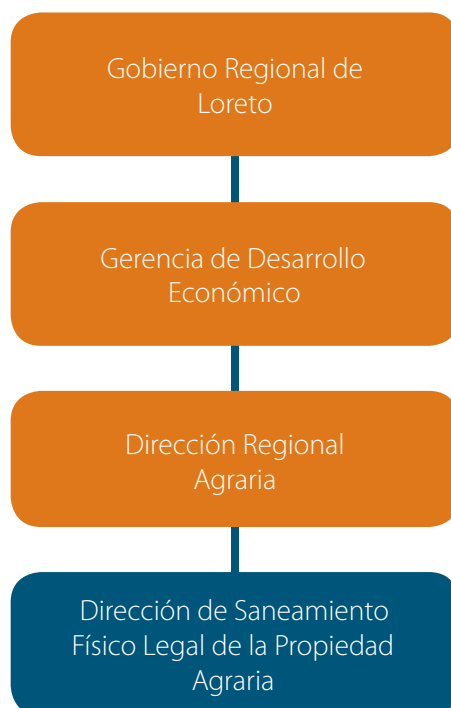 Gobierno Regional de
Loreto
Gerencia de Desarrollo
Económico
Dirección Regional
Agraria
Dirección de Saneamiento
Físico Legal de la Propiedad
Agraria